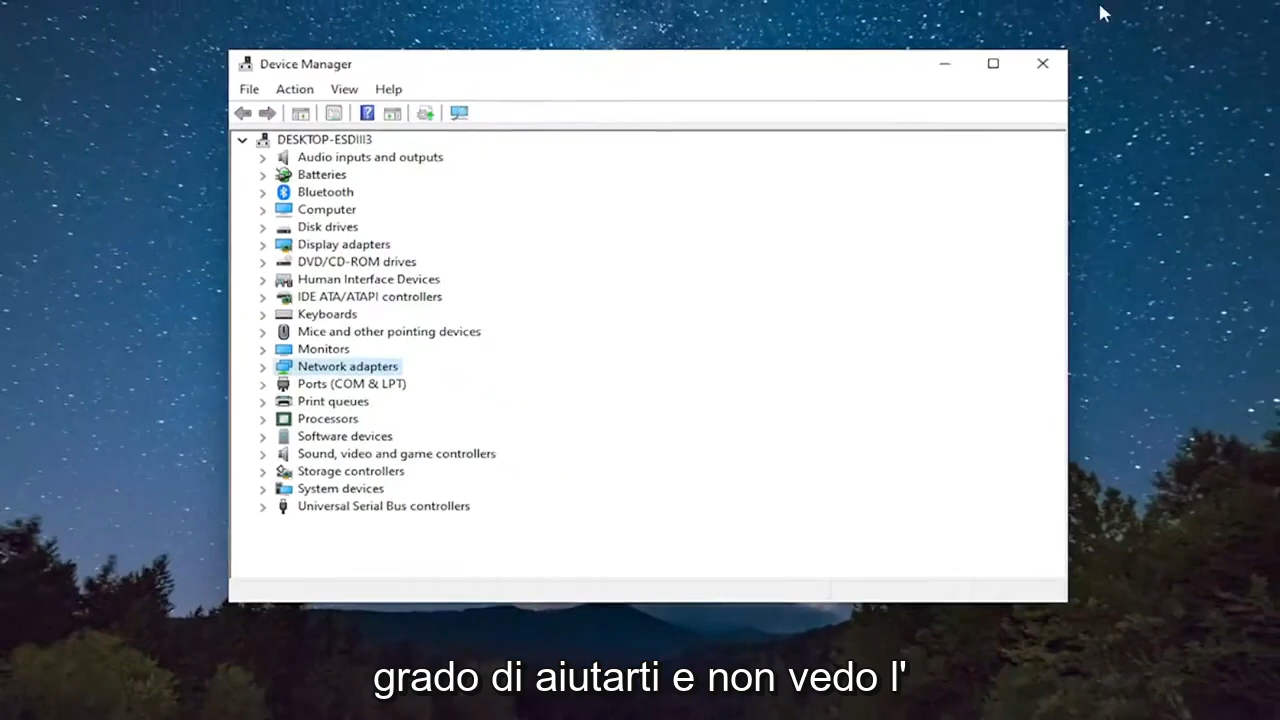 Device Manager
File Action View Help
DESKTOP-ESDIII3
Audio inputs and outputs
Batteries
Bluetooth
Computer
Disk drives
Display adapters
DVD/CD-ROM drives
Human Interface Devices
IDE ATA/ATAPI controllers
Keyboards
Mice and other pointing devices
Monitors
Network adapters
Ports (COM & LPT)
Print queues
Processors
Software devices
Sound, video and game controllers
Storage controllers
System devices
Universal Serial Bus controllers
grado di aiutarti e non vedo l'